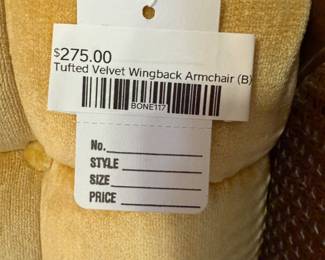 $275.00
Tufted Velvet Wingback Armchair (B)
BONE117
No.
STYLE
SIZE
PRICE